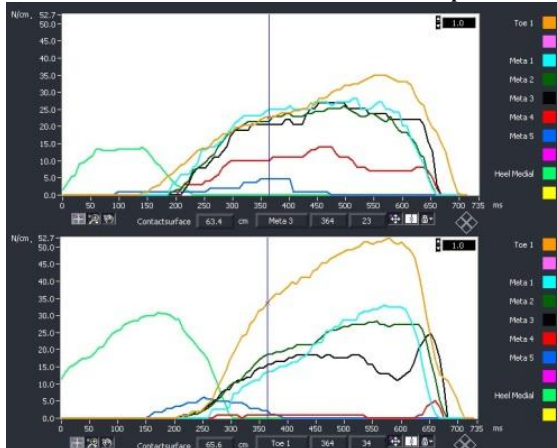 N/cm, 52.7
50.0
45.0
40.0
35.0
30.0
25.0
20.0
15.0
10.0
5.0
0.0
1.0
0 50 100 150 200 250 300 350 400 450 500 550 600 650 700 735 ms
Contactsurface 63.4 cm Meta 3 364 23
Toe 1
Meta 1
Meta 2
Meta 3
Meta 4
Meta 5
Heel Medial
N/cm, 52.7
50.0
45.0
40.0
35.0
30.0
25.0
20.0
15.0
10.0
5.0
0.0
1.0
0 50 100 150 200 250 300 350 400 450 500 550 600 650 700 735 ms
Contactsurface 65.6 cm Toe 1 364 34
Toe 1
Meta 1
Meta 2
Meta 3
Meta 4
Meta 5
Heel Medial